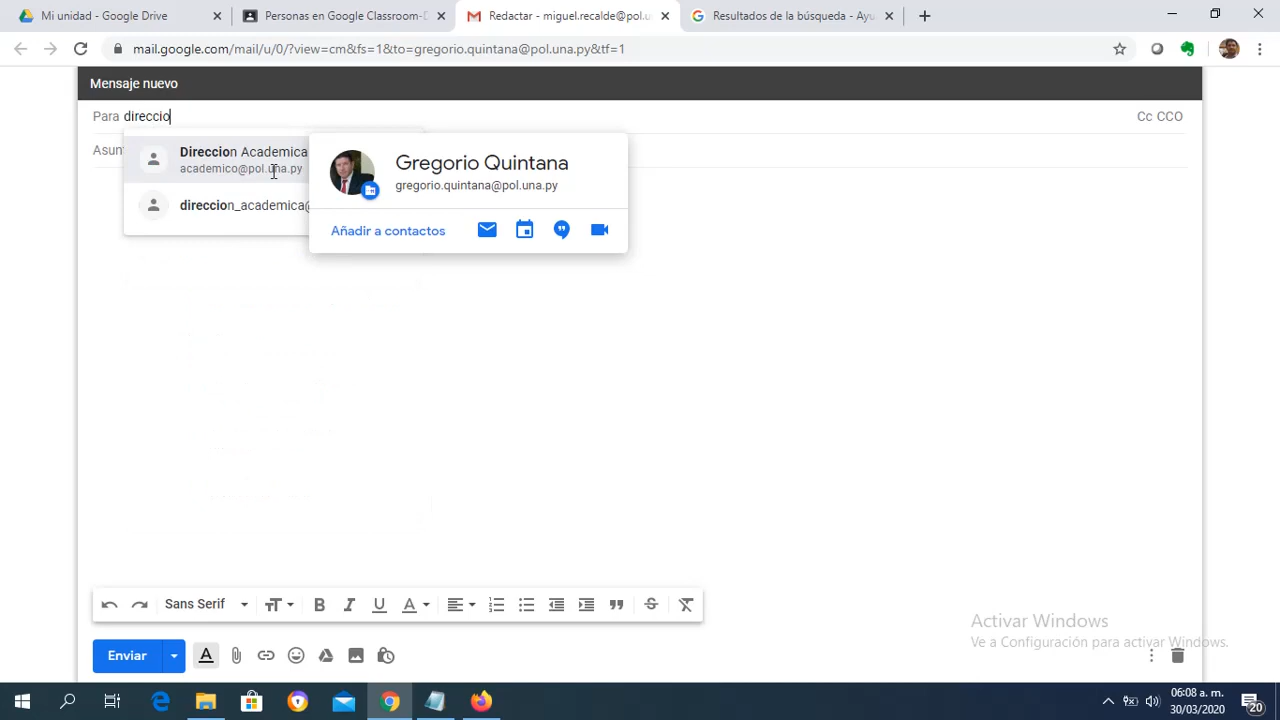 Mi unidad - Google Drive
Personas en Google Classroom-D
Redactar - miguel.recalde@pol.u
Resultados de la búsqueda - Ayu
mail.google.com/mail/u/0/?view=cm&fs=1&to=gregorio.quintana@pol.una.py&tf=1
Mensaje nuevo
Para direccio
Cc CCO
Asun
Direccion Academica
academico@pol.una.py
direccion_academica@
Gregorio Quintana
gregorio.quintana@pol.una.py
Añadir a contactos
Sans Serif
Enviar
Activar Windows
Ve a Configuración para activar Windows.
06:08 a. m.
30/03/2020
20